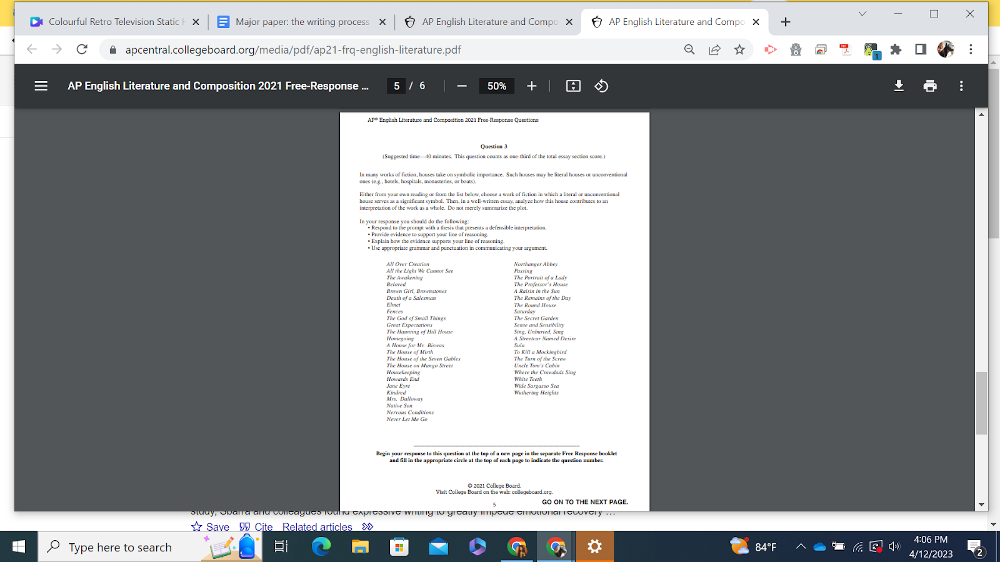 Colourful Retro Television Static
Major paper: the writing process
AP English Literature and Compo
AP English Literature and Compo
apcentral.collegeboard.org/media/pdf/ap21-frq-english-literature.pdf
1
AP English Literature and Composition 2021 Free-Response ...
5 / 6
50%
AP® English Literature and Composition 2021 Free-Response Questions
Question 3
(Suggested time—40 minutes. This question counts as one-third of the total essay section score.)
In many works of fiction, houses take on symbolic importance. Such houses may be literal houses or unconventional
ones (e.g., hotels, hospitals, monasteries, or boats).
Either from your own reading or from the list below, choose a work of fiction in which a literal or unconventional
house serves as a significant symbol. Then, in a well-written essay, analyze how this house contributes to an
interpretation of the work as a whole. Do not merely summarize the plot.
In your response you should do the following:
• Respond to the prompt with a thesis that presents a defensible interpretation.
• Provide evidence to support your line of reasoning.
• Explain how the evidence supports your line of reasoning.
• Use appropriate grammar and punctuation in communicating your argument.
All Over Creation
All the Light We Cannot See
The Awakening
Beloved
Brown Girl, Brownstones
Death of a Salesman
Elmet
Fences
The God of Small Things
Great Expectations
The Haunting of Hill House
Homegoing
A House for Mr. Biswas
The House of Mirth
The House of the Seven Gables
The House on Mango Street
Housekeeping
Howards End
Jane Eyre
Kindred
Mrs. Dalloway
Native Son
Nervous Conditions
Never Let Me Go
Northanger Abbey
Passing
The Portrait of a Lady
The Professor's House
A Raisin in the Sun
The Remains of the Day
The Round House
Saturday
The Secret Garden
Sense and Sensibility
Sing, Unburied, Sing
A Streetcar Named Desire
Sula
To Kill a Mockingbird
The Turn of the Screw
Uncle Tom's Cabin
Where the Crawdads Sing
White Teeth
Wide Sargasso Sea
Wuthering Heights
Begin your response to this question at the top of a new page in the separate Free Response booklet
and fill in the appropriate circle at the top of each page to indicate the question number.
© 2021 College Board.
Visit College Board on the web: collegeboard.org.
5
GO ON TO THE NEXT PAGE.
study, Sbarra and colleagues found expressive writing to greatly impede emotional recovery ...
Save Cite Related articles
Type here to search
84°F
4:06 PM
4/12/2023
2